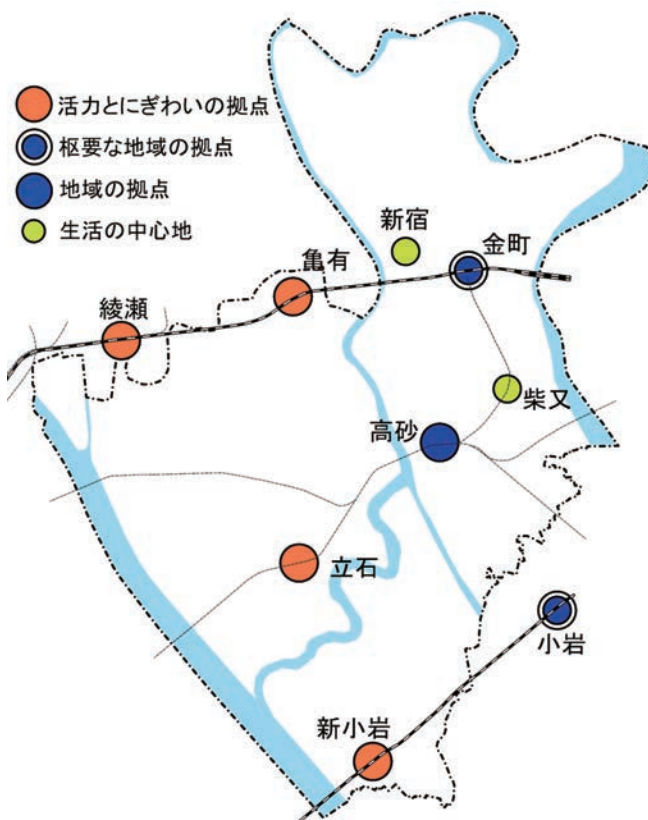 活力とにぎわいの拠点
枢要な地域の拠点
地域の拠点
生活の中心地
新宿
金町
亀有
綾瀬
柴又
高砂
立石
小岩
新小岩